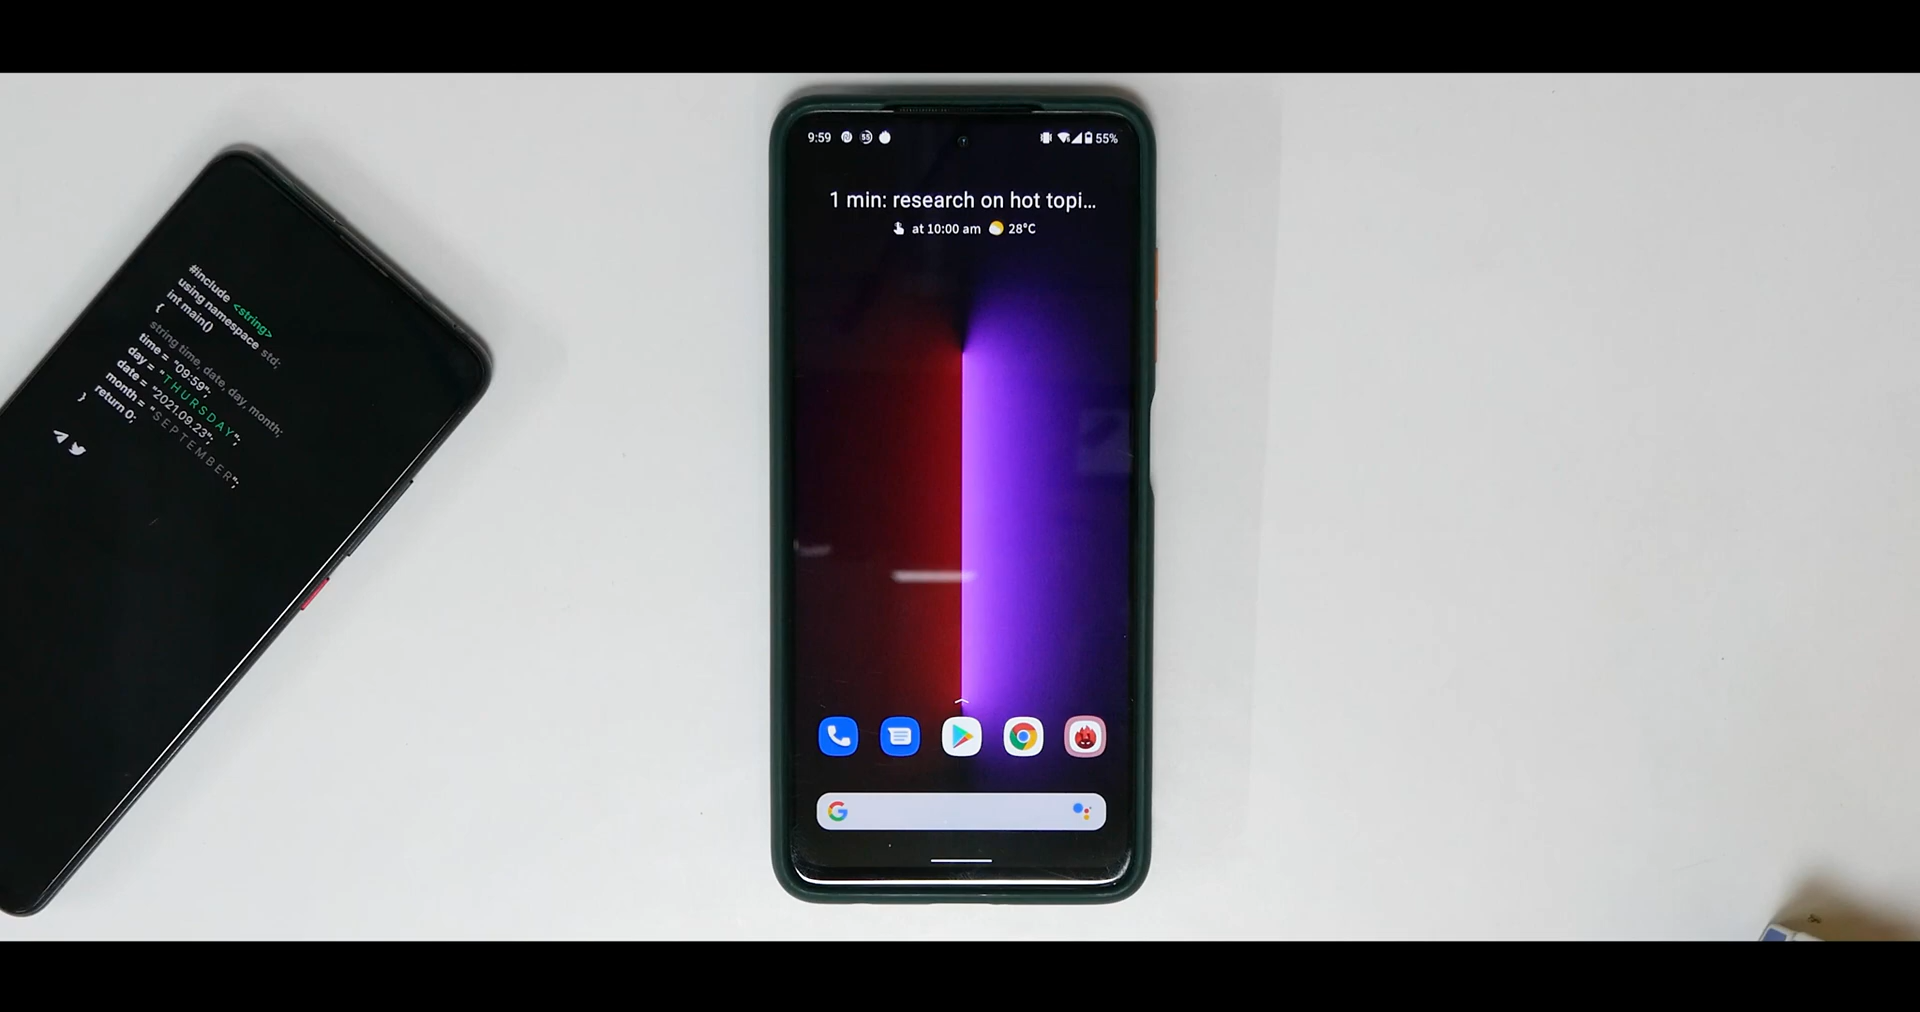 #include <string>
using namespace std;
int main()
{
string time, date, day, month;
time = "09:59";
day = "THURSDAY";
date = "2021.09.23";
month = "SEPTEMBER";
return 0;
}
9:59
55
55%
1 min: research on hot topi...
at 10:00 am 28°C